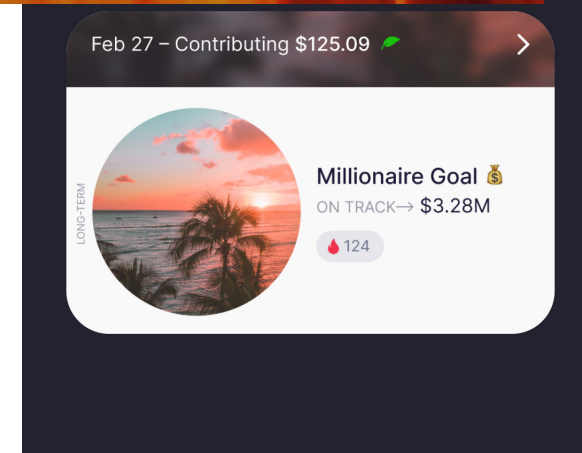 Feb 27 – Contributing $125.09
LONG-TERM
Millionaire Goal 💰
ON TRACK→ $3.28M
124